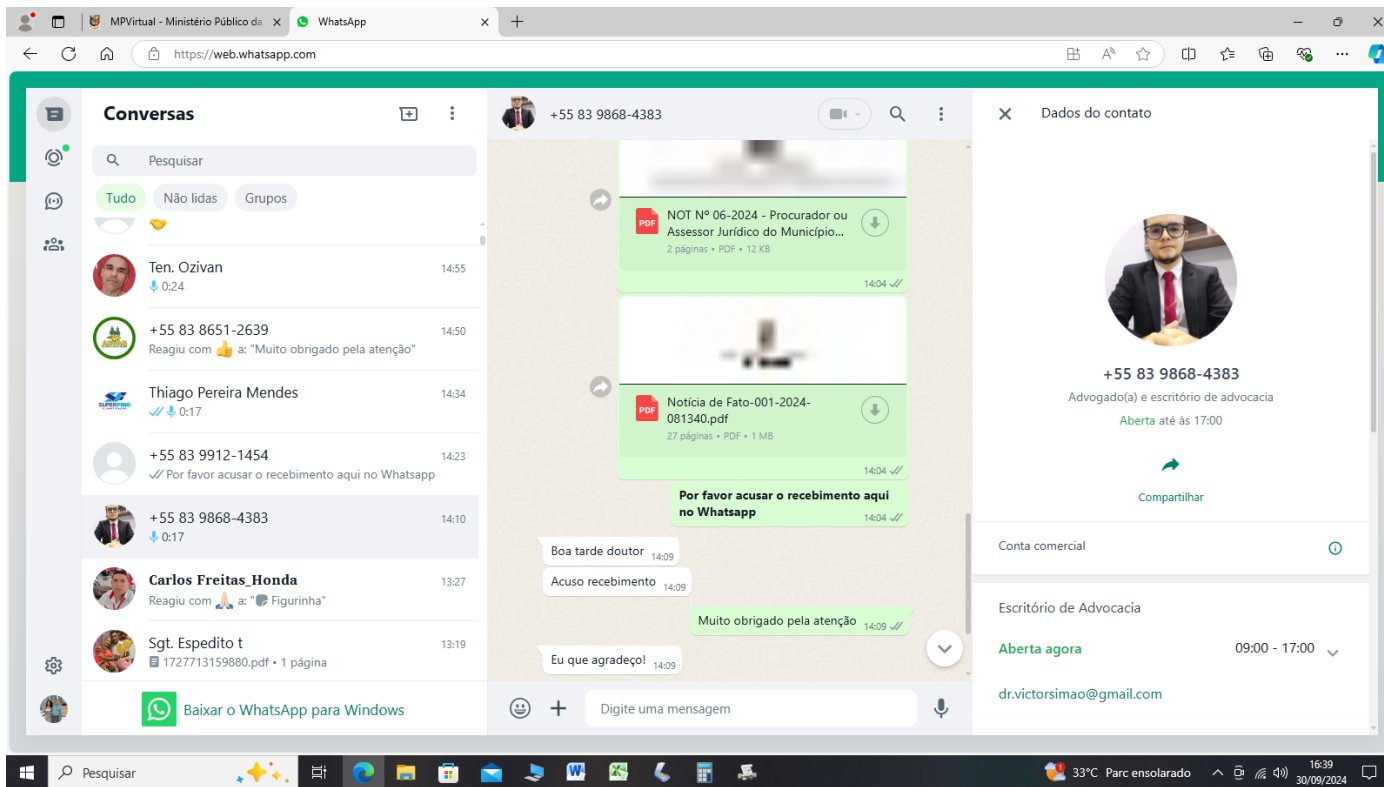 MPVirtual - Ministério Público da
WhatsApp
https://web.whatsapp.com
Conversas
Pesquisar
Tudo
Não lidas
Grupos
Ten. Ozivan
14:55
0:24
+55 83 8651-2639
14:50
Reagiu com 👍 a: "Muito obrigado pela atenção"
Thiago Pereira Mendes
14:34
0:17
+55 83 9912-1454
14:23
Por favor acusar o recebimento aqui no Whatsapp
+55 83 9868-4383
14:10
0:17
Carlos Freitas_Honda
13:27
Reagiu com 🙏🏻 a: "Figurinha"
Sgt. Espedito t
13:19
1727713159880.pdf • 1 página
Baixar o WhatsApp para Windows
+55 83 9868-4383
PDF
NOT Nº 06-2024 - Procurador ou
Assessor Jurídico do Município...
2 páginas • PDF • 12 KB
14:04
PDF
Notícia de Fato-001-2024-
081340.pdf
27 páginas • PDF • 1 MB
14:04
Por favor acusar o recebimento aqui
no Whatsapp
14:04
Boa tarde doutor 14:09
Acuso recebimento 14:09
Muito obrigado pela atenção 14:09
Eu que agradeço! 14:09
Digite uma mensagem
Dados do contato
+55 83 9868-4383
Advogado(a) e escritório de advocacia
Aberta até às 17:00
Compartilhar
Conta comercial
Escritório de Advocacia
Aberta agora
09:00 - 17:00
dr.victorsimao@gmail.com
Pesquisar
33°C Parc ensolarado
16:39
30/09/2024